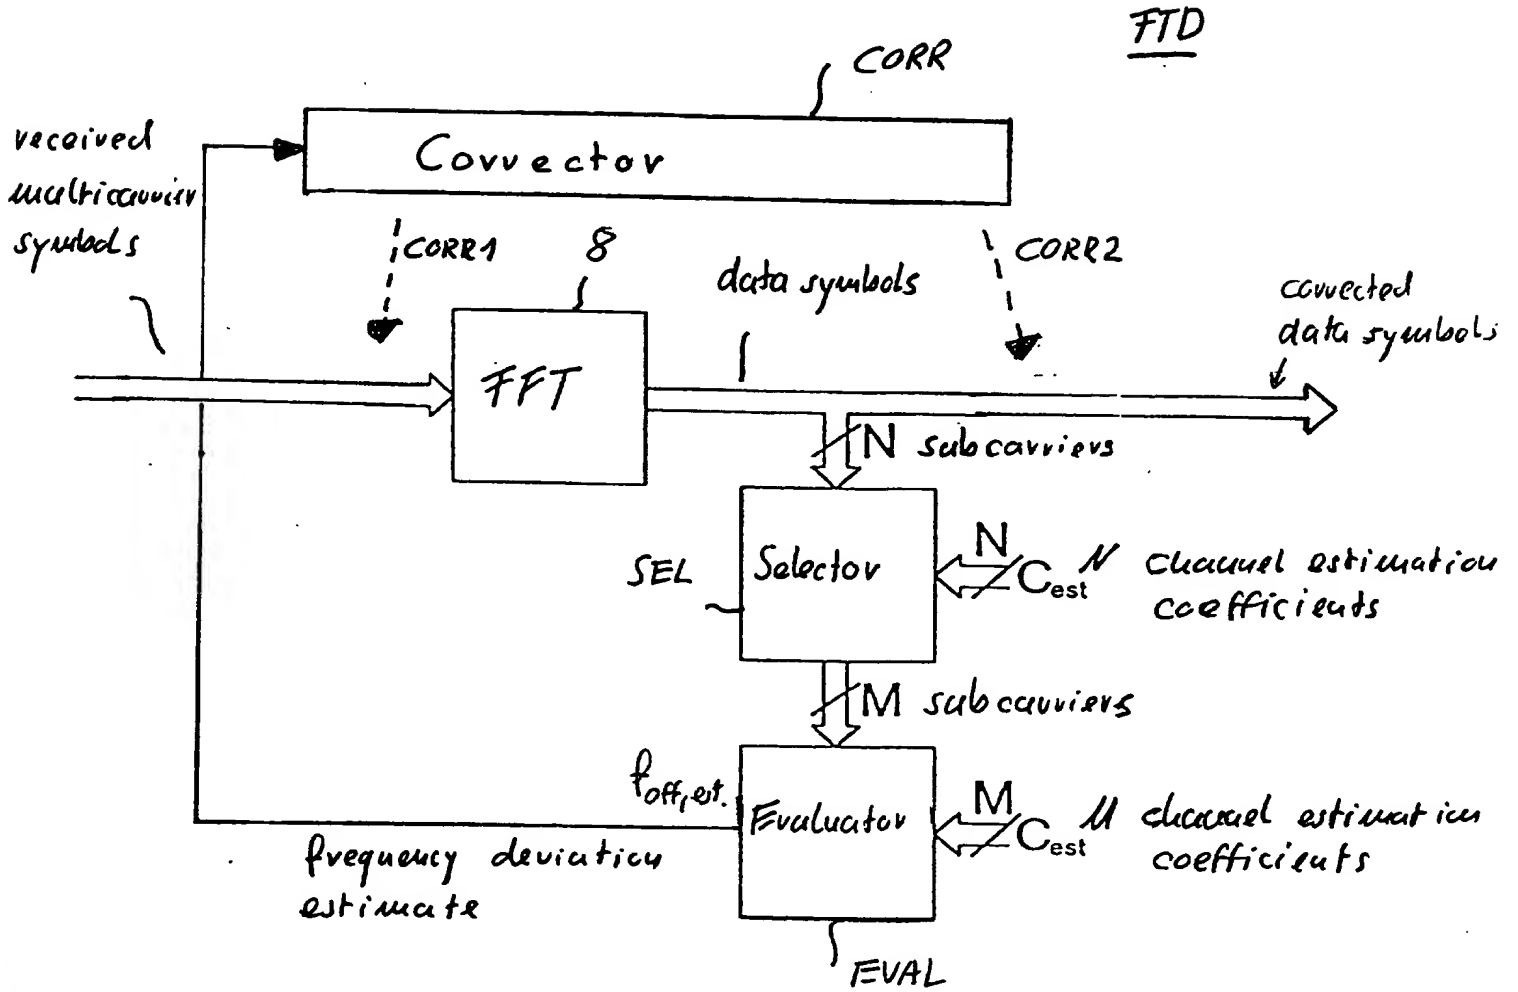 FTD
CORR
received
multicarrier
symbols
Corrector
CORR1
8
CORR2
data symbols
corrected
data symbols
FFT
N subcarriers
SEL
Selector
N
Cest N channel estimation
coefficients
M subcarriers
foff,est.
Evaluator
M
Cest M channel estimation
coefficients
frequency deviation
estimate
EVAL